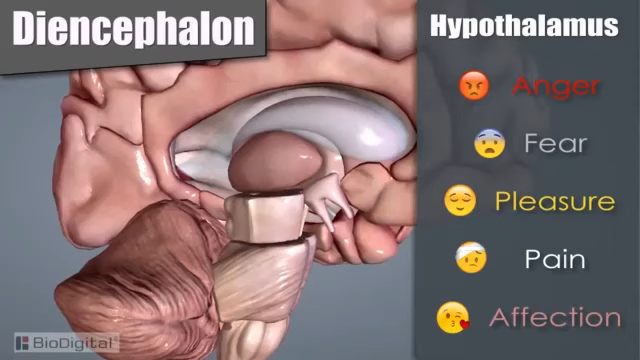 Diencephalon
Hypothalamus
Anger
Fear
Pleasure
Pain
Affection
BioDigital